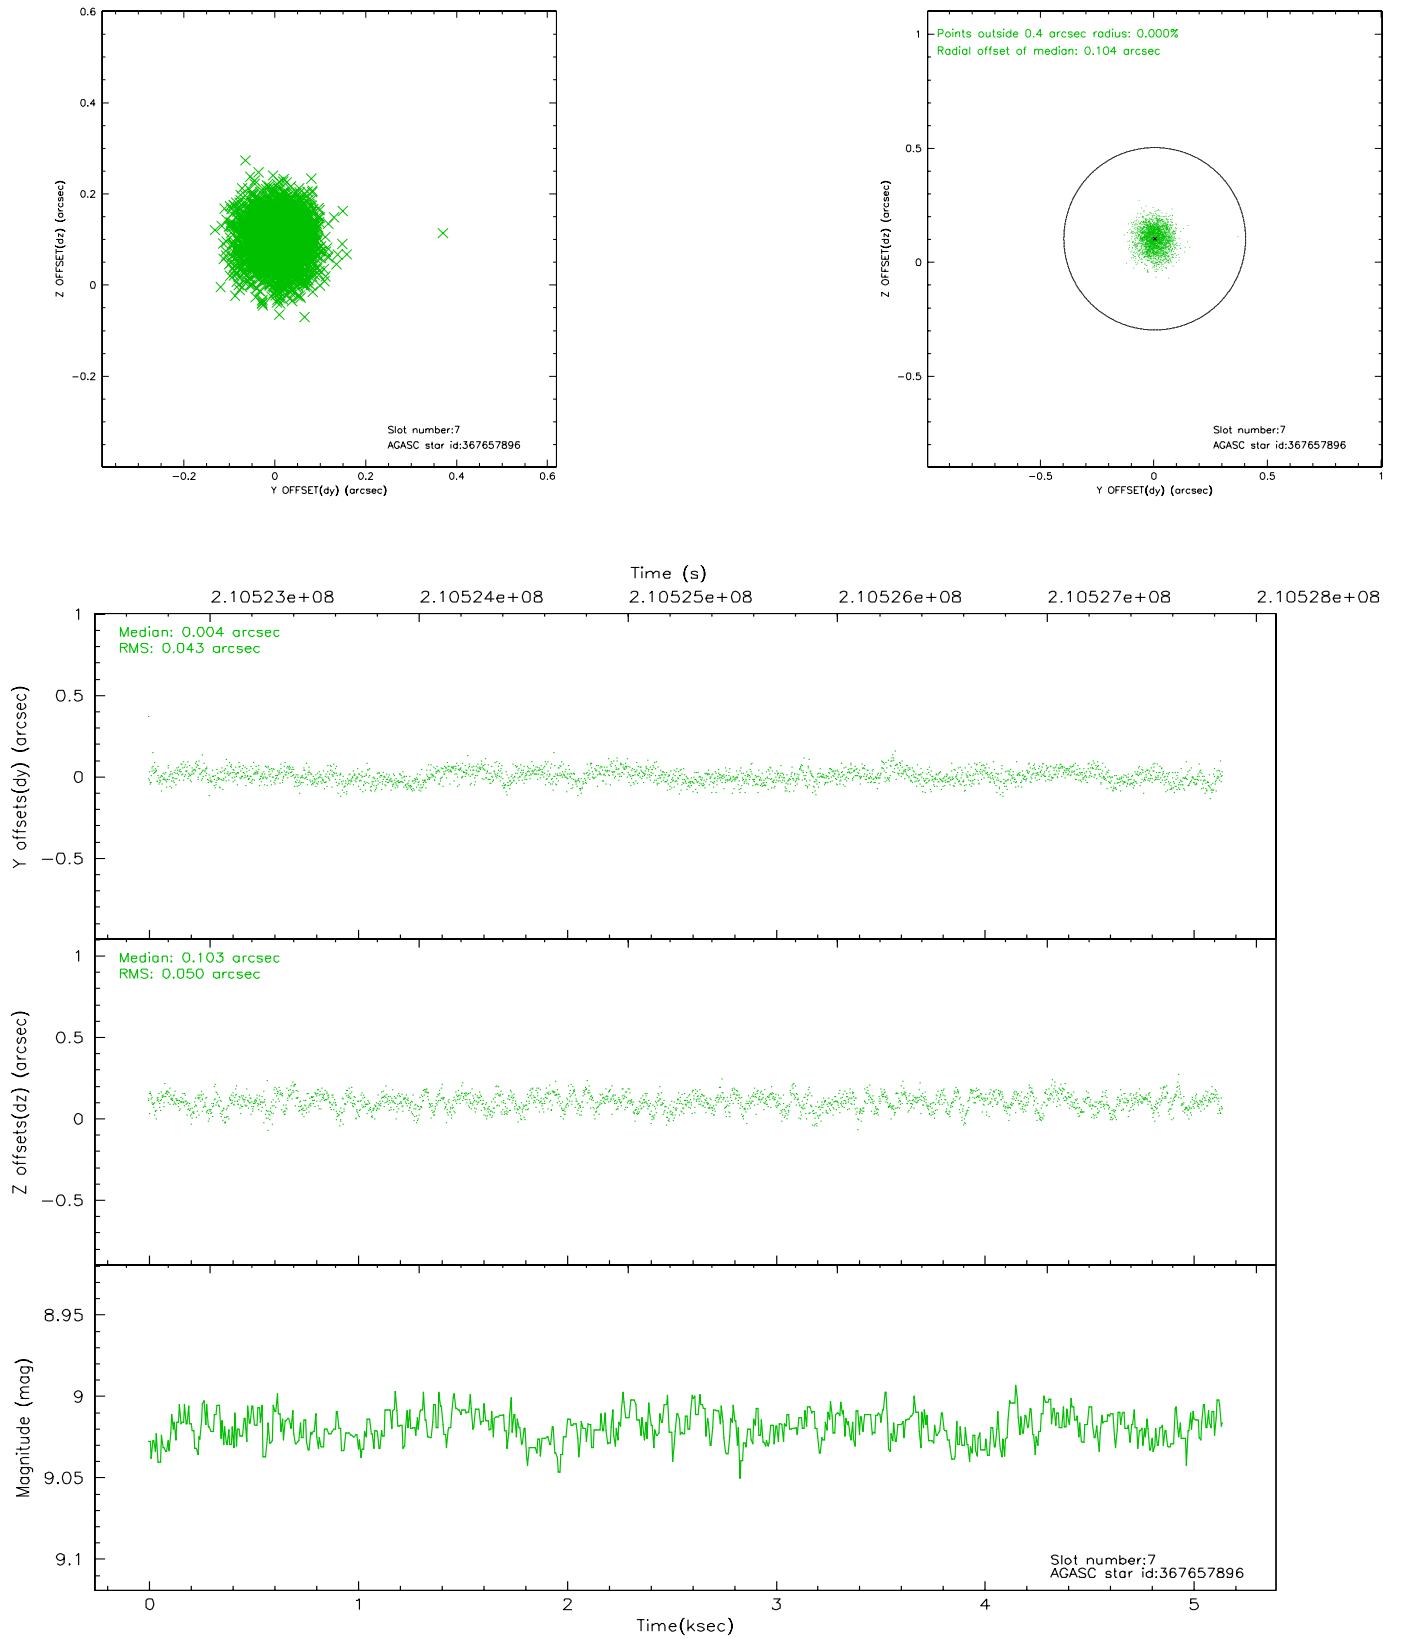 0.6
0.4
0.2
0
−0.2
Z OFFSET(dz) (arcsec)
Slot number:7
AGASC star id:367657896
−0.2 0 0.2 0.4 0.6
Y OFFSET(dy) (arcsec)
Points outside 0.4 arcsec radius: 0.000%
Radial offset of median: 0.104 arcsec
1
0.5
0
−0.5
Z OFFSET(dz) (arcsec)
Slot number:7
AGASC star id:367657896
−0.5 0 0.5 1
Y OFFSET(dy) (arcsec)
Time (s)
2.10523e+08 2.10524e+08 2.10525e+08 2.10526e+08 2.10527e+08 2.10528e+08
Median: 0.004 arcsec
RMS: 0.043 arcsec
1
0.5
0
−0.5
Y offsets(dy) (arcsec)
Median: 0.103 arcsec
RMS: 0.050 arcsec
1
0.5
0
−0.5
Z offsets(dz) (arcsec)
8.95
9
9.05
9.1
Magnitude (mag)
Slot number:7
AGASC star id:367657896
0 1 2 3 4 5
Time(ksec)